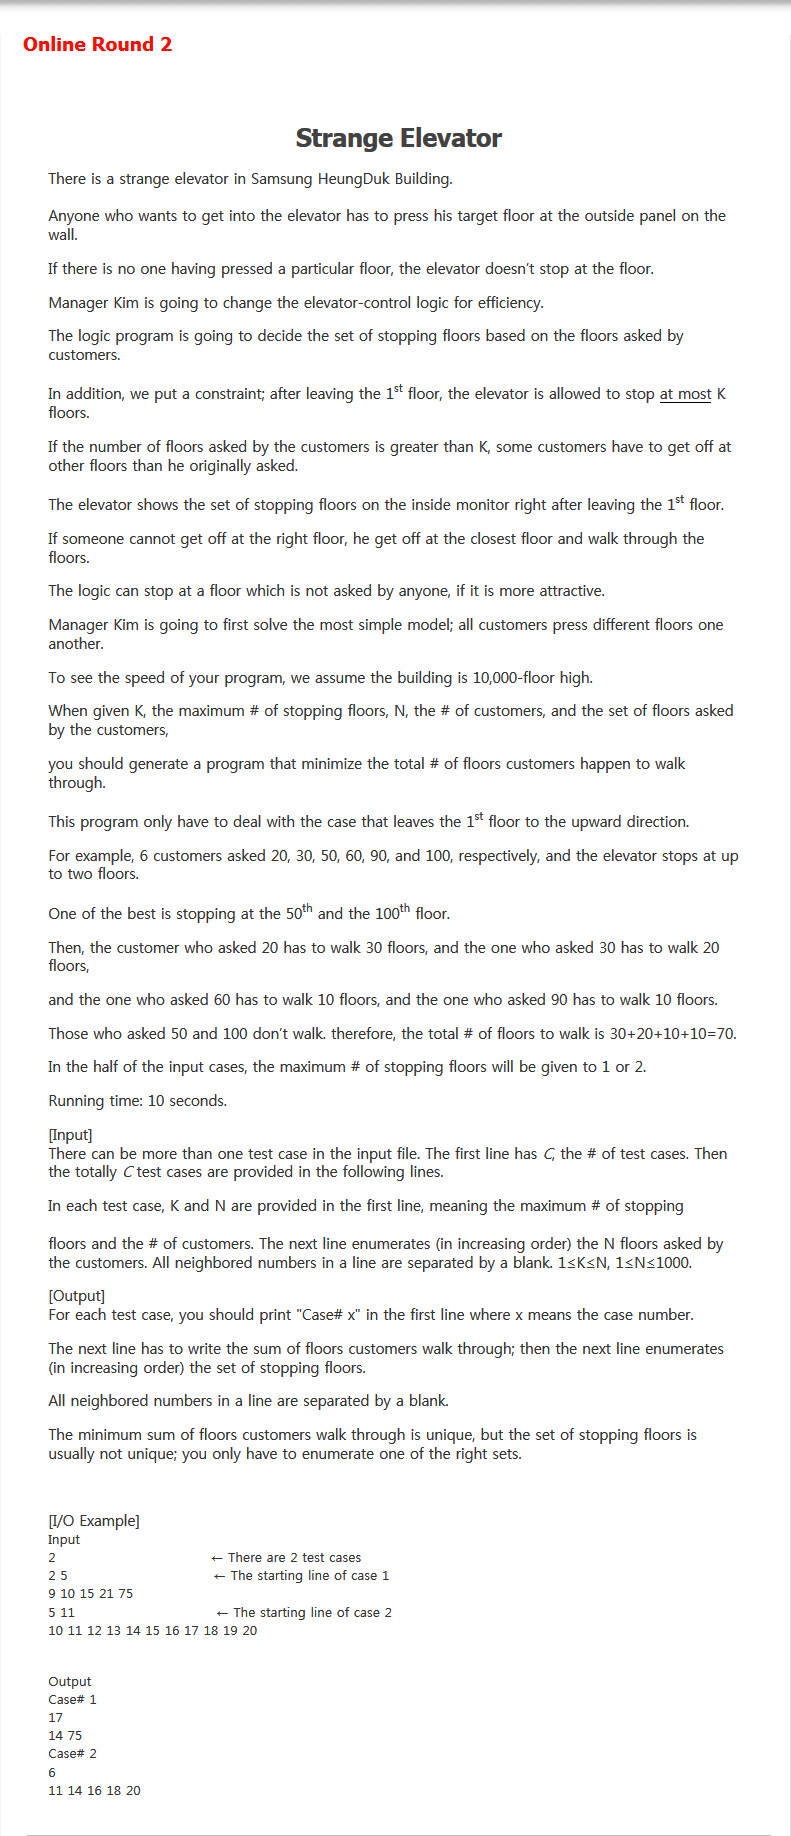 Online Round 2
Strange Elevator
There is a strange elevator in Samsung HeungDuk Building.
Anyone who wants to get into the elevator has to press his target floor at the outside panel on the
wall.
If there is no one having pressed a particular floor, the elevator doesn't stop at the floor.
Manager Kim is going to change the elevator-control logic for efficiency.
The logic program is going to decide the set of stopping floors based on the floors asked by
customers.
In addition, we put a constraint; after leaving the 1st floor, the elevator is allowed to stop at most K
floors.
If the number of floors asked by the customers is greater than K, some customers have to get off at
other floors than he originally asked.
The elevator shows the set of stopping floors on the inside monitor right after leaving the 1st floor.
If someone cannot get off at the right floor, he get off at the closest floor and walk through the
floors.
The logic can stop at a floor which is not asked by anyone, if it is more attractive.
Manager Kim is going to first solve the most simple model; all customers press different floors one
another.
To see the speed of your program, we assume the building is 10,000-floor high.
When given K, the maximum # of stopping floors, N, the # of customers, and the set of floors asked
by the customers,
you should generate a program that minimize the total # of floors customers happen to walk
through.
This program only have to deal with the case that leaves the 1st floor to the upward direction.
For example, 6 customers asked 20, 30, 50, 60, 90, and 100, respectively, and the elevator stops at up
to two floors.
One of the best is stopping at the 50th and the 100th floor.
Then, the customer who asked 20 has to walk 30 floors, and the one who asked 30 has to walk 20
floors,
and the one who asked 60 has to walk 10 floors, and the one who asked 90 has to walk 10 floors.
Those who asked 50 and 100 don't walk. therefore, the total # of floors to walk is 30+20+10+10=70.
In the half of the input cases, the maximum # of stopping floors will be given to 1 or 2.
Running time: 10 seconds.
[Input]
There can be more than one test case in the input file. The first line has C, the # of test cases. Then
the totally C test cases are provided in the following lines.
In each test case, K and N are provided in the first line, meaning the maximum # of stopping
floors and the # of customers. The next line enumerates (in increasing order) the N floors asked by
the customers. All neighbored numbers in a line are separated by a blank. 1≤K≤N, 1≤N≤1000.
[Output]
For each test case, you should print "Case# x" in the first line where x means the case number.
The next line has to write the sum of floors customers walk through; then the next line enumerates
(in increasing order) the set of stopping floors.
All neighbored numbers in a line are separated by a blank.
The minimum sum of floors customers walk through is unique, but the set of stopping floors is
usually not unique; you only have to enumerate one of the right sets.
[I/O Example]
Input
2 ← There are 2 test cases
2 5 ← The starting line of case 1
9 10 15 21 75
5 11 ← The starting line of case 2
10 11 12 13 14 15 16 17 18 19 20
Output
Case# 1
17
14 75
Case# 2
6
11 14 16 18 20